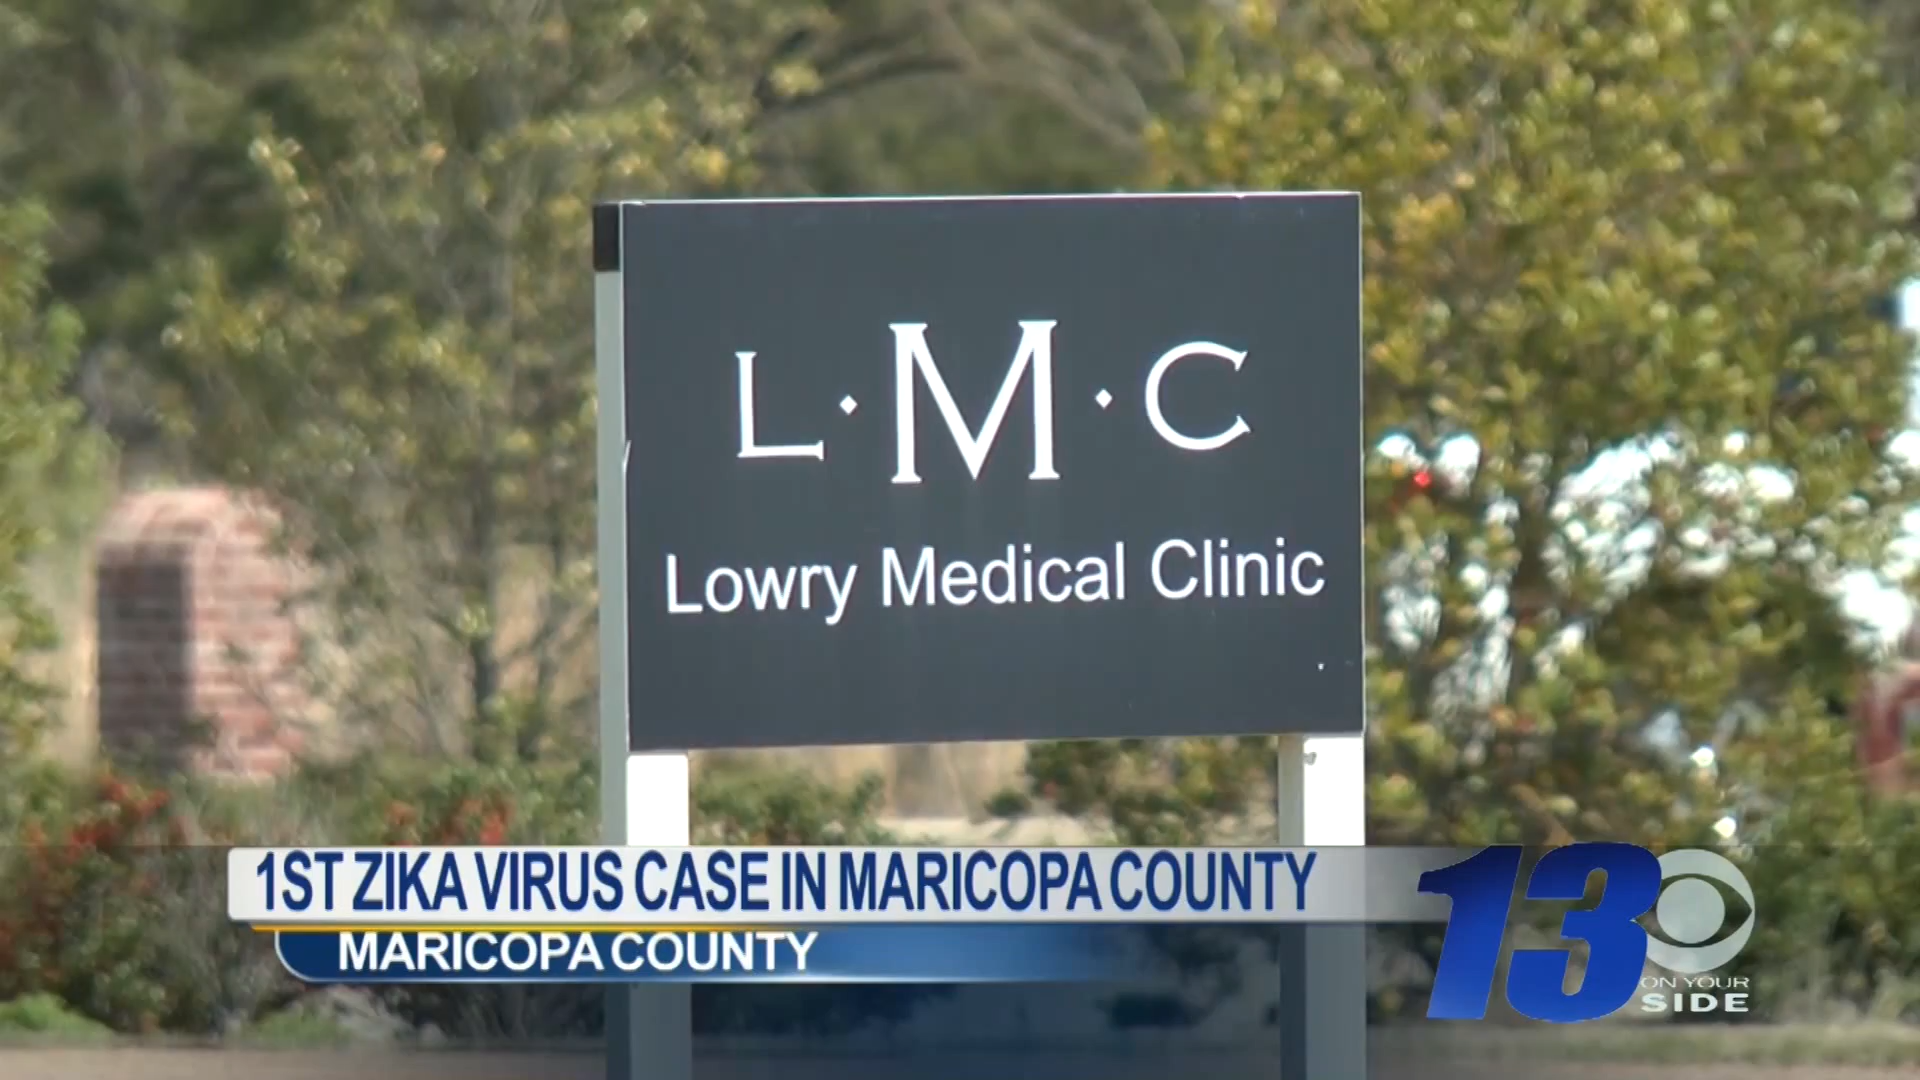 L · M · C
Lowry Medical Clinic
1ST ZIKA VIRUS CASE IN MARICOPA COUNTY
MARICOPA COUNTY
13
ON YOUR
SIDE